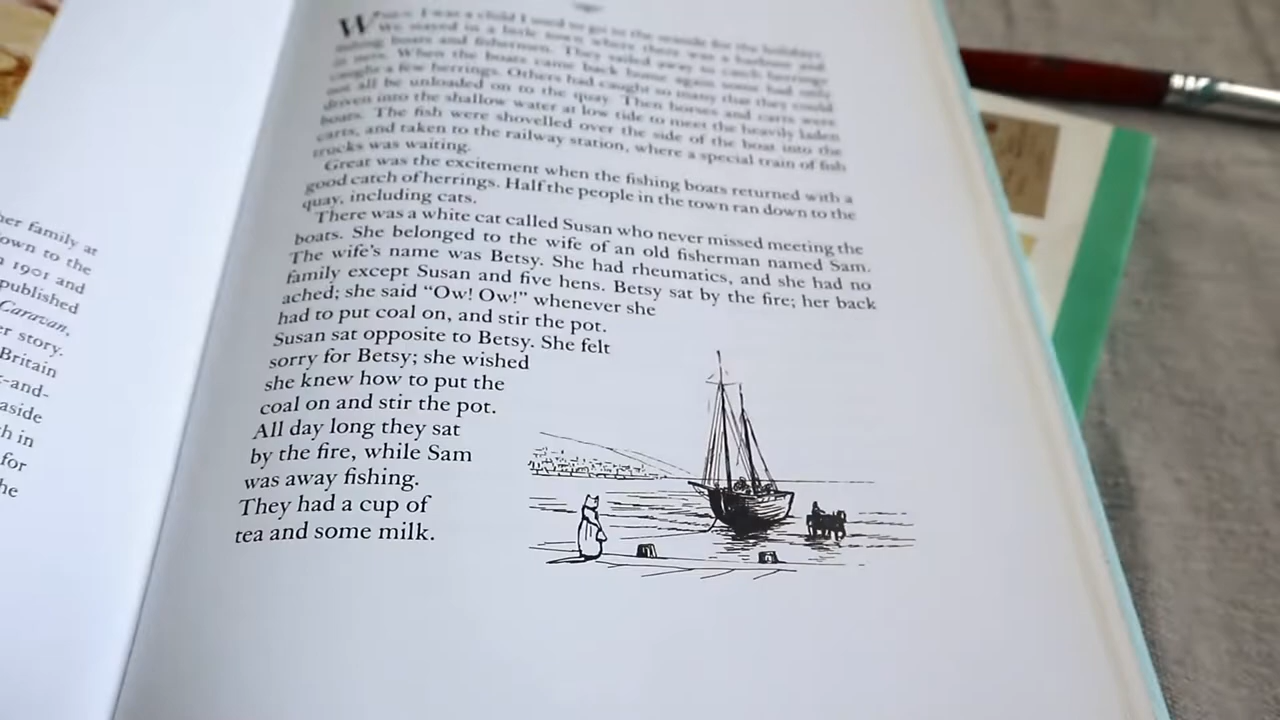 her family at
own to the
n 1901 and
published
Caravan,
er story.
Britain
-and-
aside
h in
for
he
WHEN I was a child I used to go to the seaside for the holidays.
We stayed in a little town where there was a harbour and
fishing boats and fishermen. They sailed away to catch herrings
in nets. When the boats came back home again some had only
caught a few herrings. Others had caught so many that they could
not all be unloaded on to the quay. Then horses and carts were
driven into the shallow water at low tide to meet the heavily laden
boats. The fish were shovelled over the side of the boat into the
carts, and taken to the railway station, where a special train of fish
trucks was waiting.
Great was the excitement when the fishing boats returned with a
good catch of herrings. Half the people in the town ran down to the
quay, including cats.
There was a white cat called Susan who never missed meeting the
boats. She belonged to the wife of an old fisherman named Sam.
The wife's name was Betsy. She had rheumatics, and she had no
family except Susan and five hens. Betsy sat by the fire; her back
ached; she said "Ow! Ow!" whenever she
had to put coal on, and stir the pot.
Susan sat opposite to Betsy. She felt
sorry for Betsy; she wished
she knew how to put the
coal on and stir the pot.
All day long they sat
by the fire, while Sam
was away fishing.
They had a cup of
tea and some milk.